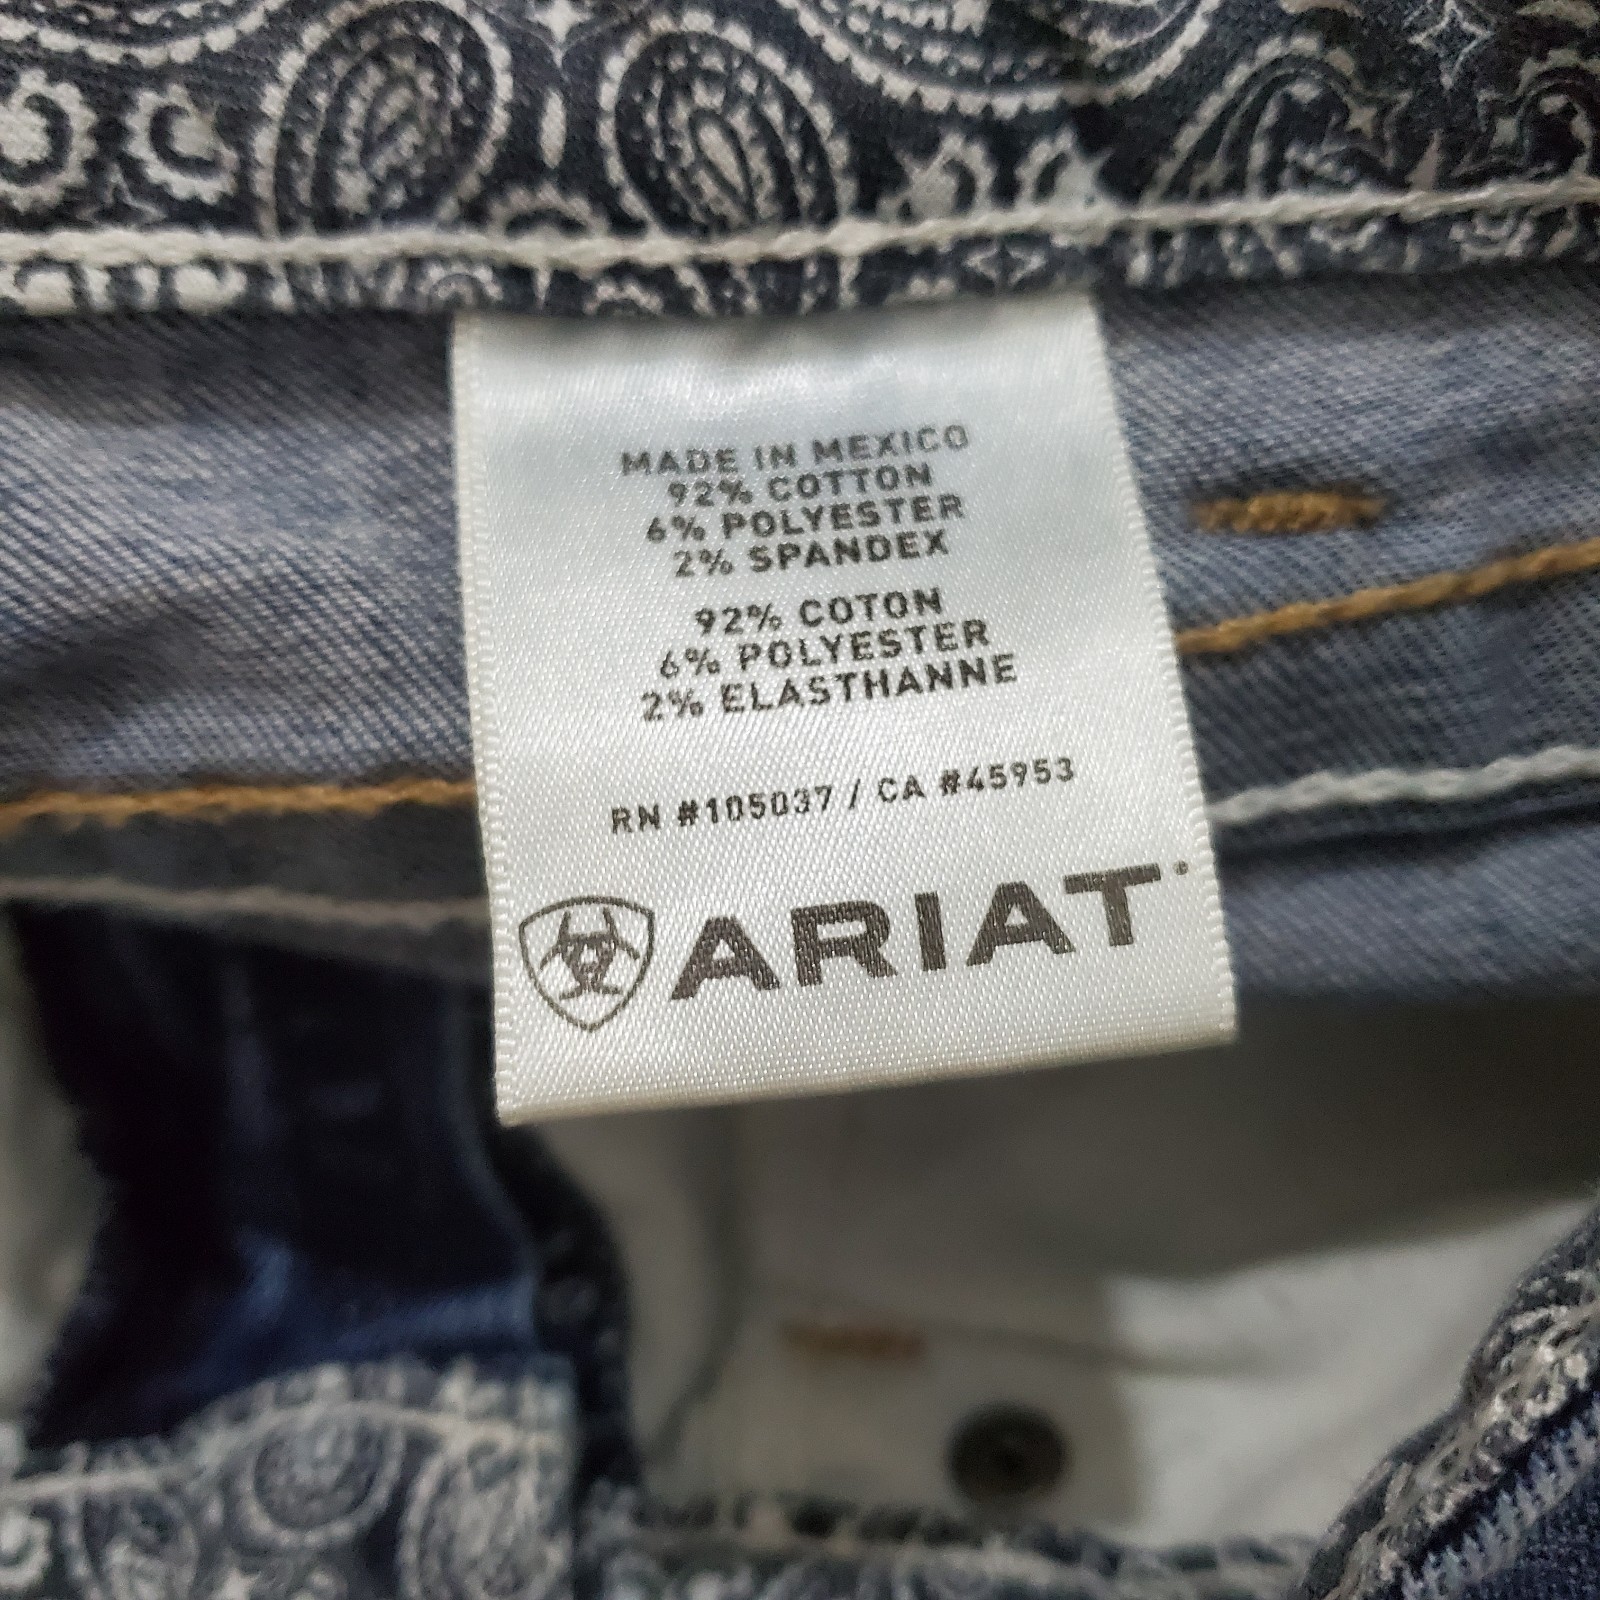 MADE IN MEXICO
92% COTTON
6% POLYESTER
2% SPANDEX
92% COTON
6% POLYESTER
2% ELASTHANNE
RN #105037 / CA #45953
ARIAT